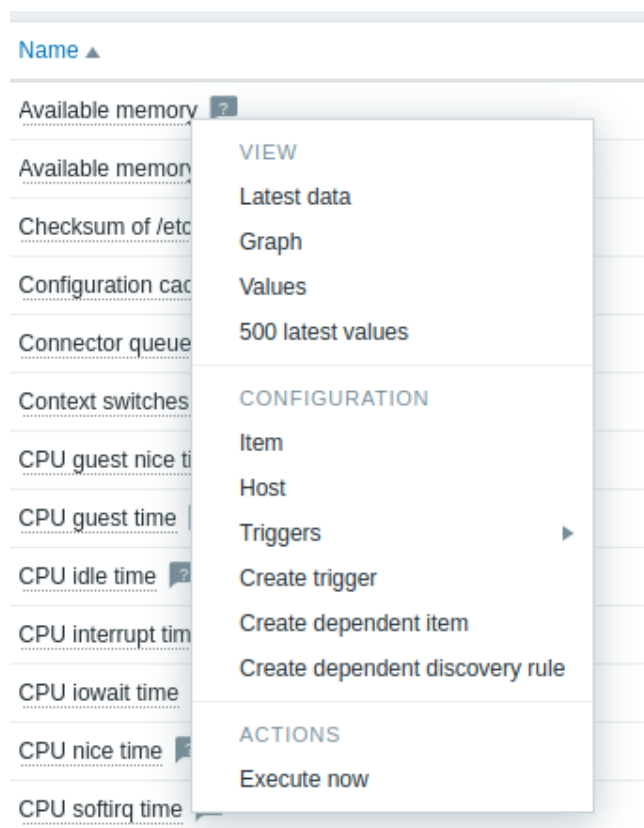 Name
Available memory ?
Available memory
Checksum of /etc
Configuration cac
Connector queue
Context switches
CPU guest nice ti
CPU guest time
CPU idle time ?
CPU interrupt tim
CPU iowait time
CPU nice time ?
CPU softirq time
VIEW
Latest data
Graph
Values
500 latest values
CONFIGURATION
Item
Host
Triggers
Create trigger
Create dependent item
Create dependent discovery rule
ACTIONS
Execute now